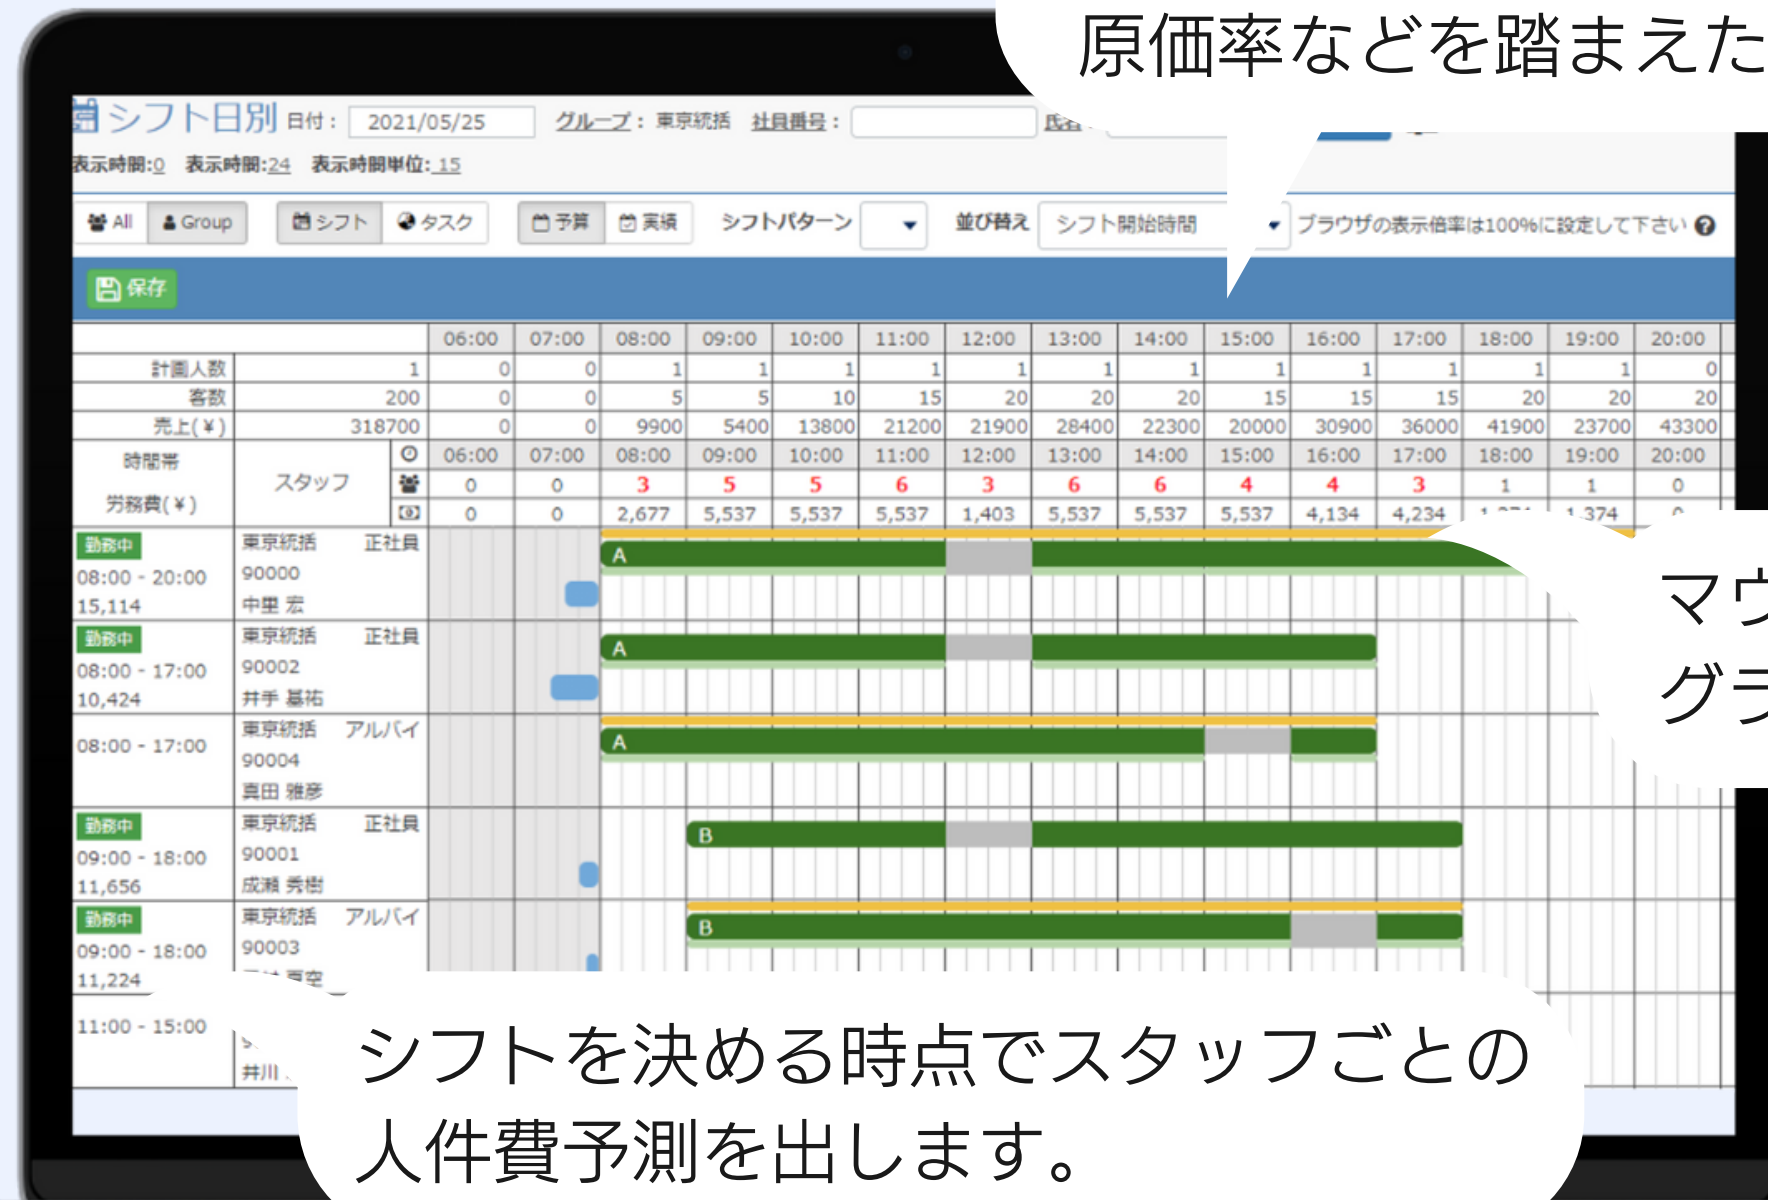 原価率などを踏まえた
シフト日別 日付： 2021/05/25 グループ： 東京統括 社員番号：
表示時間:0 表示時間:24 表示時間単位: 15
All Group シフト タスク 予算 実績 シフトパターン 並び替え シフト開始時間 ブラウザの表示倍率は100%に設定して下さい
保存
06:00 07:00 08:00 09:00 10:00 11:00 12:00 13:00 14:00 15:00 16:00 17:00 18:00 19:00 20:00
計画人数 1 0 0 1 1 1 1 1 1 1 1 1 1 1 1 0
客数 200 0 0 5 5 10 15 20 20 20 15 15 15 20 20 20
売上(¥) 318700 0 0 9900 5400 13800 21200 21900 28400 22300 20000 30900 36000 41900 23700 43300
時間帯 06:00 07:00 08:00 09:00 10:00 11:00 12:00 13:00 14:00 15:00 16:00 17:00 18:00 19:00 20:00
スタッフ 0 0 3 5 5 6 3 6 6 4 4 3 1 1 0
労務費(¥) 0 0 2,677 5,537 5,537 5,537 1,403 5,537 5,537 5,537 4,134 4,234
勤務中 東京統括 正社員 A
08:00 - 20:00 90000
15,114 中里 宏
勤務中 東京統括 正社員 A
08:00 - 17:00 90002
10,424 井手 基祐
東京統括 アルバイ A
08:00 - 17:00 90004
真田 雅彦
勤務中 東京統括 正社員 B
09:00 - 18:00 90001
11,656 成瀬 秀樹
勤務中 東京統括 アルバイ B
09:00 - 18:00 90003
11,224
11:00 - 15:00
井川
マウ
グラ
シフトを決める時点でスタッフごとの
人件費予測を出します。